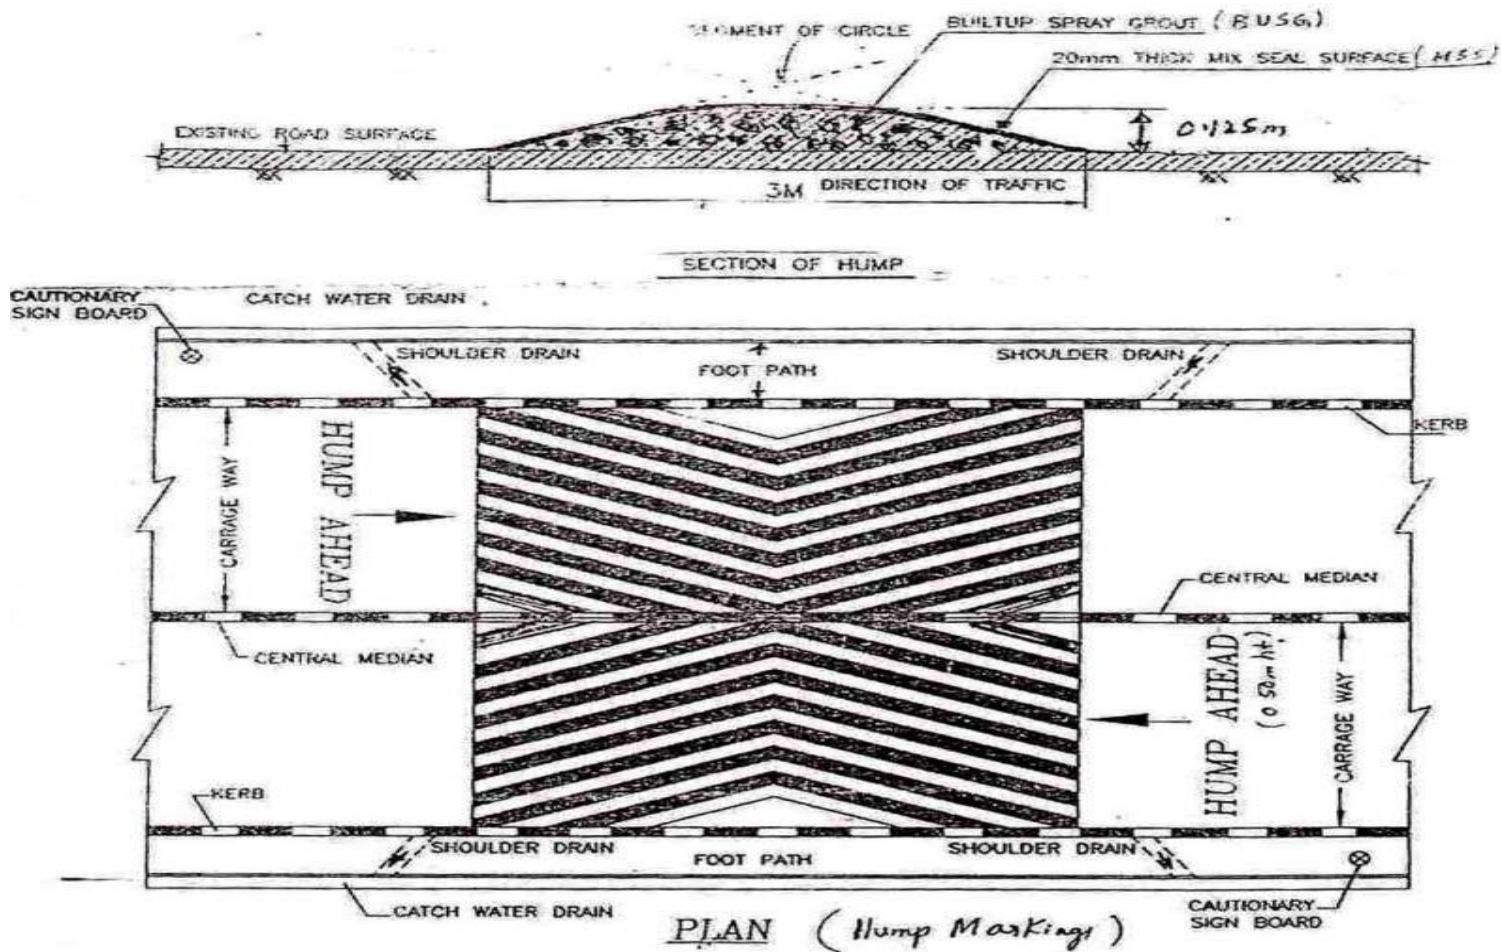 SEGMENT OF CIRCLE
BUILTUP SPRAY GROUT (BUSG)
20mm THICK MIX SEAL SURFACE (MSS)
EXISTING ROAD SURFACE
0.125m
3M DIRECTION OF TRAFFIC
SECTION OF HUMP
CAUTIONARY
SIGN BOARD
CATCH WATER DRAIN
SHOULDER DRAIN
FOOT PATH
SHOULDER DRAIN
KERB
CARRAGE WAY
HUMP AHEAD
CENTRAL MEDIAN
CENTRAL MEDIAN
HUMP AHEAD
(0.50m ht)
CARRAGE WAY
KERB
SHOULDER DRAIN
FOOT PATH
SHOULDER DRAIN
CATCH WATER DRAIN
CAUTIONARY
SIGN BOARD
PLAN (Hump Markings)